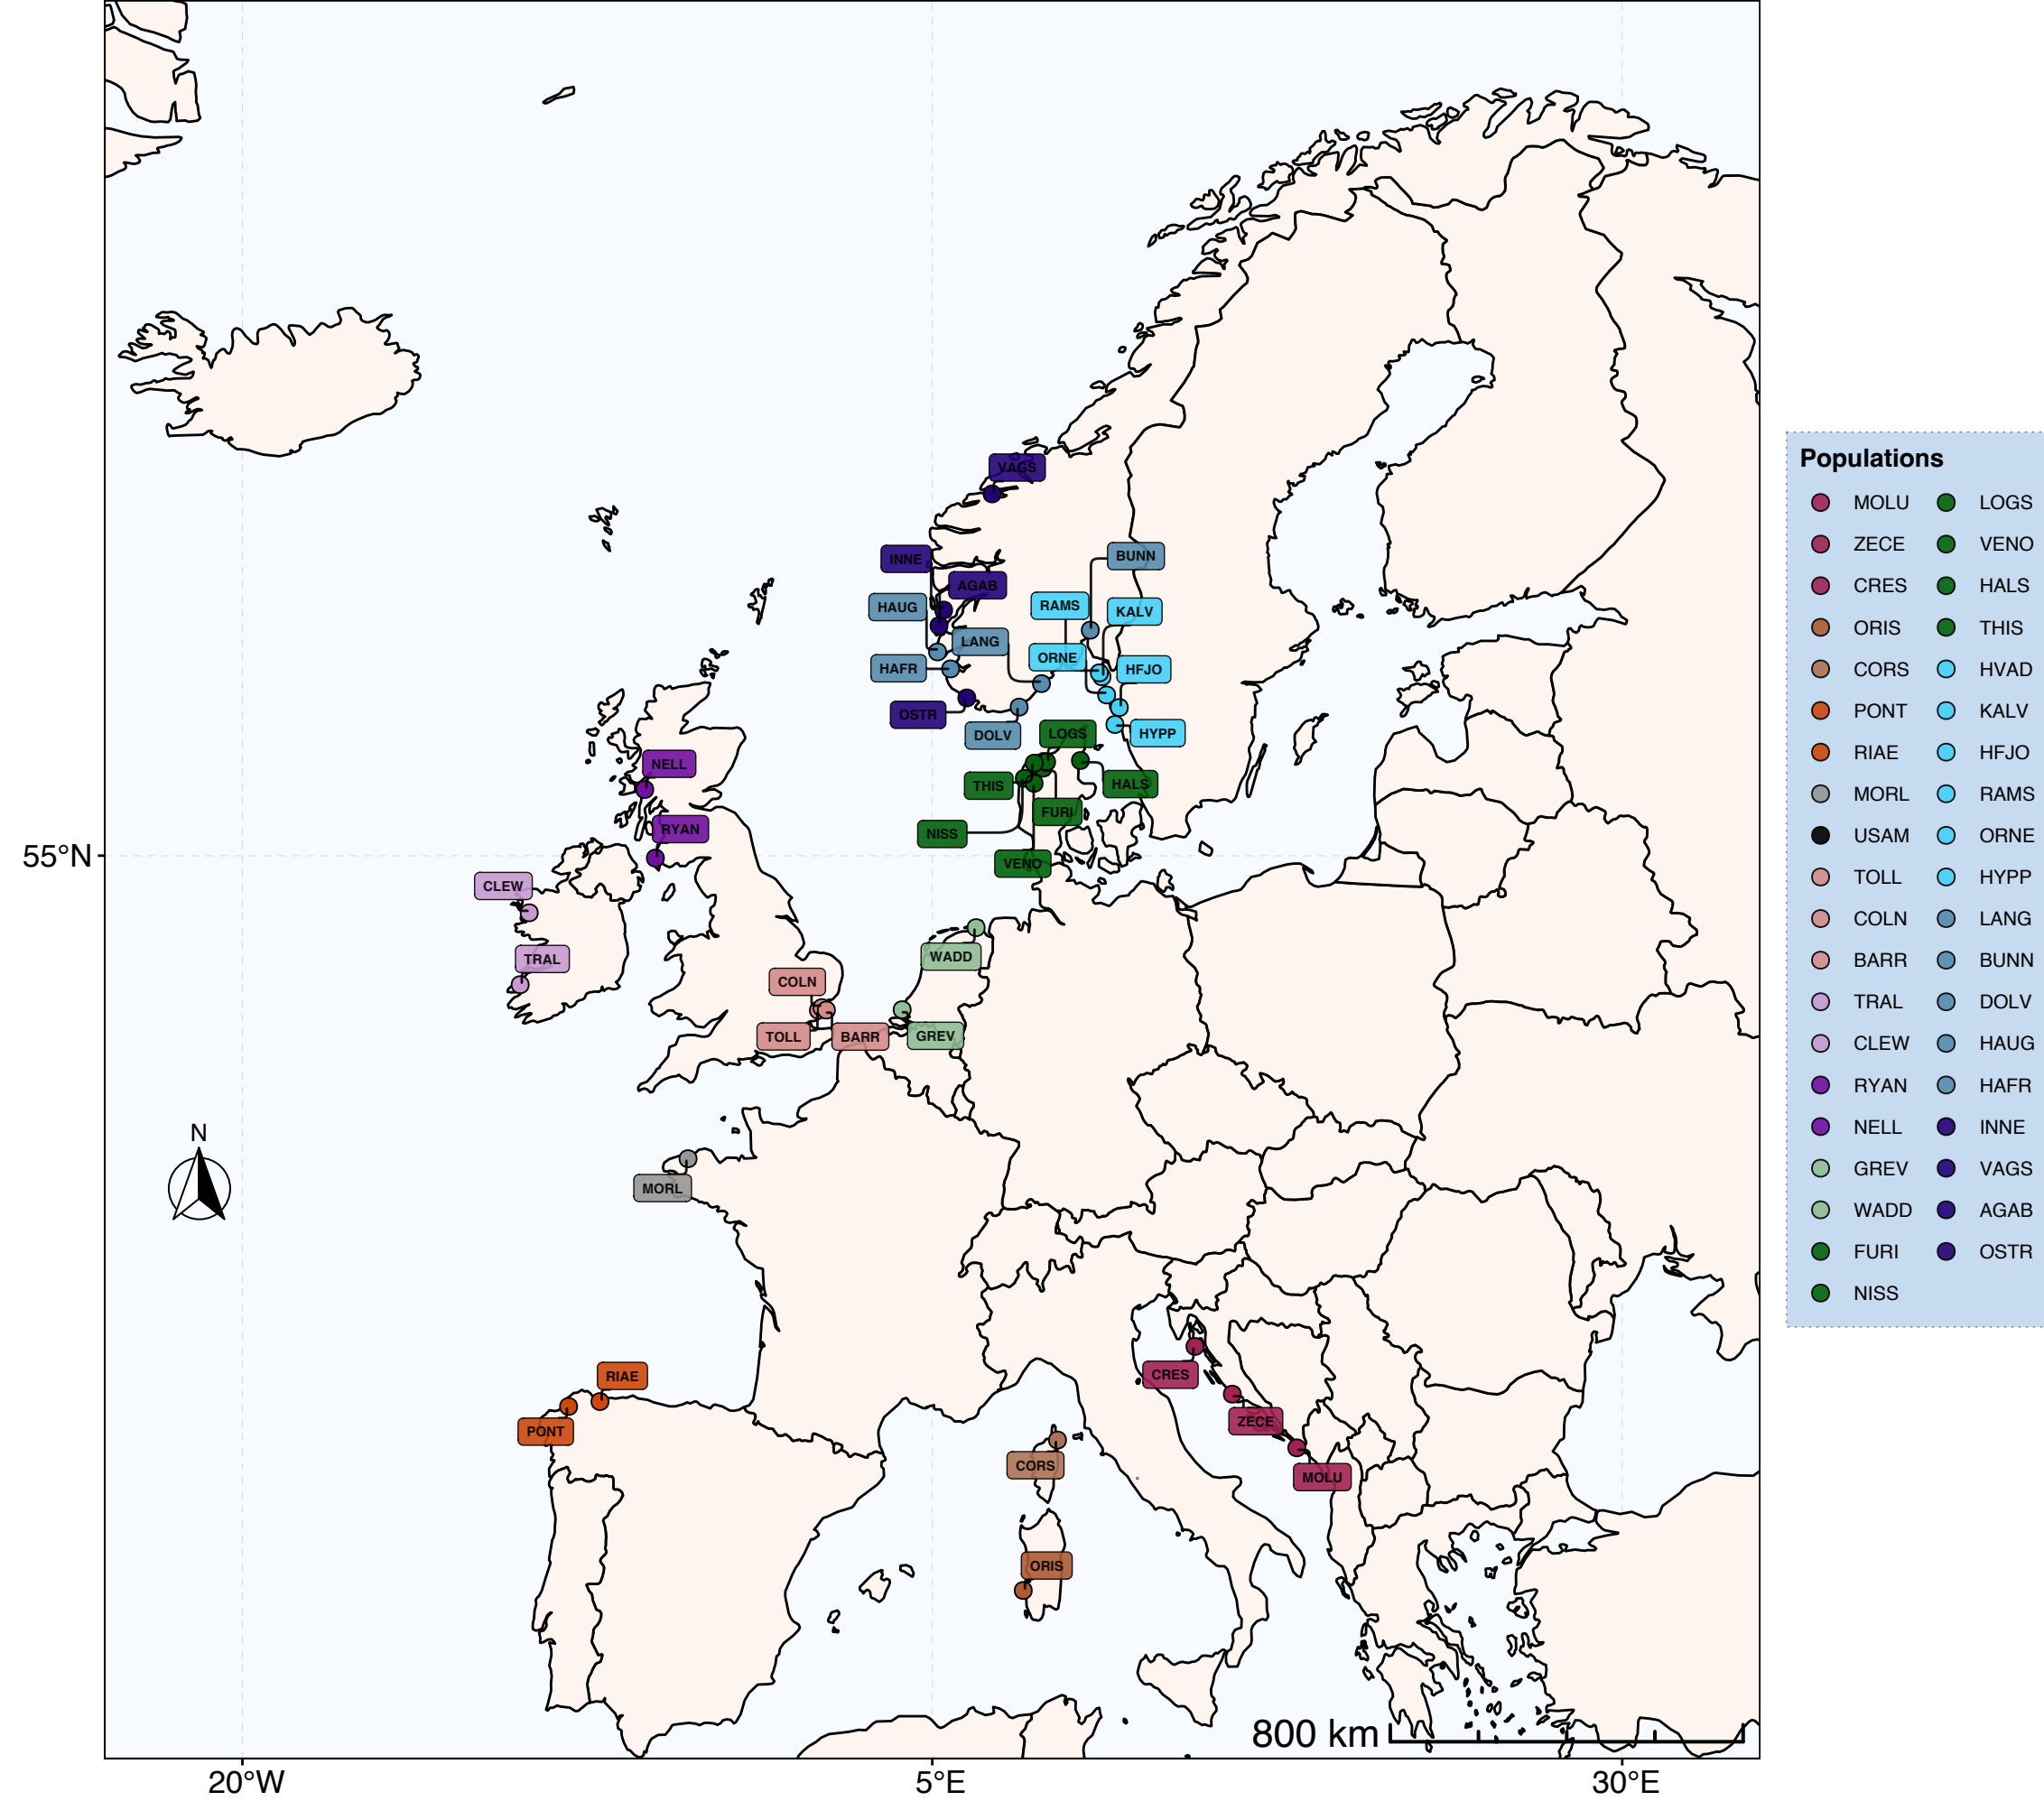 VAGS
INNE
BUNN
AGAB
HAUG
RAMS
KALV
LANG
ORNE
HAFR
HFJO
OSTR
DOLV
LOGS
HYPP
NELL
THIS
HALS
FURI
RYAN
NISS
55°N
VENO
CLEW
TRAL
WADD
COLN
TOLL
BARR
GREV
N
MORL
RIAE
CRES
PONT
ZECE
CORS
MOLU
ORIS
800 km
20°W
5°E
30°E
Populations
MOLU
ZECE
CRES
ORIS
CORS
PONT
RIAE
MORL
USAM
TOLL
COLN
BARR
TRAL
CLEW
RYAN
NELL
GREV
WADD
FURI
NISS
LOGS
VENO
HALS
THIS
HVAD
KALV
HFJO
RAMS
ORNE
HYPP
LANG
BUNN
DOLV
HAUG
HAFR
INNE
VAGS
AGAB
OSTR